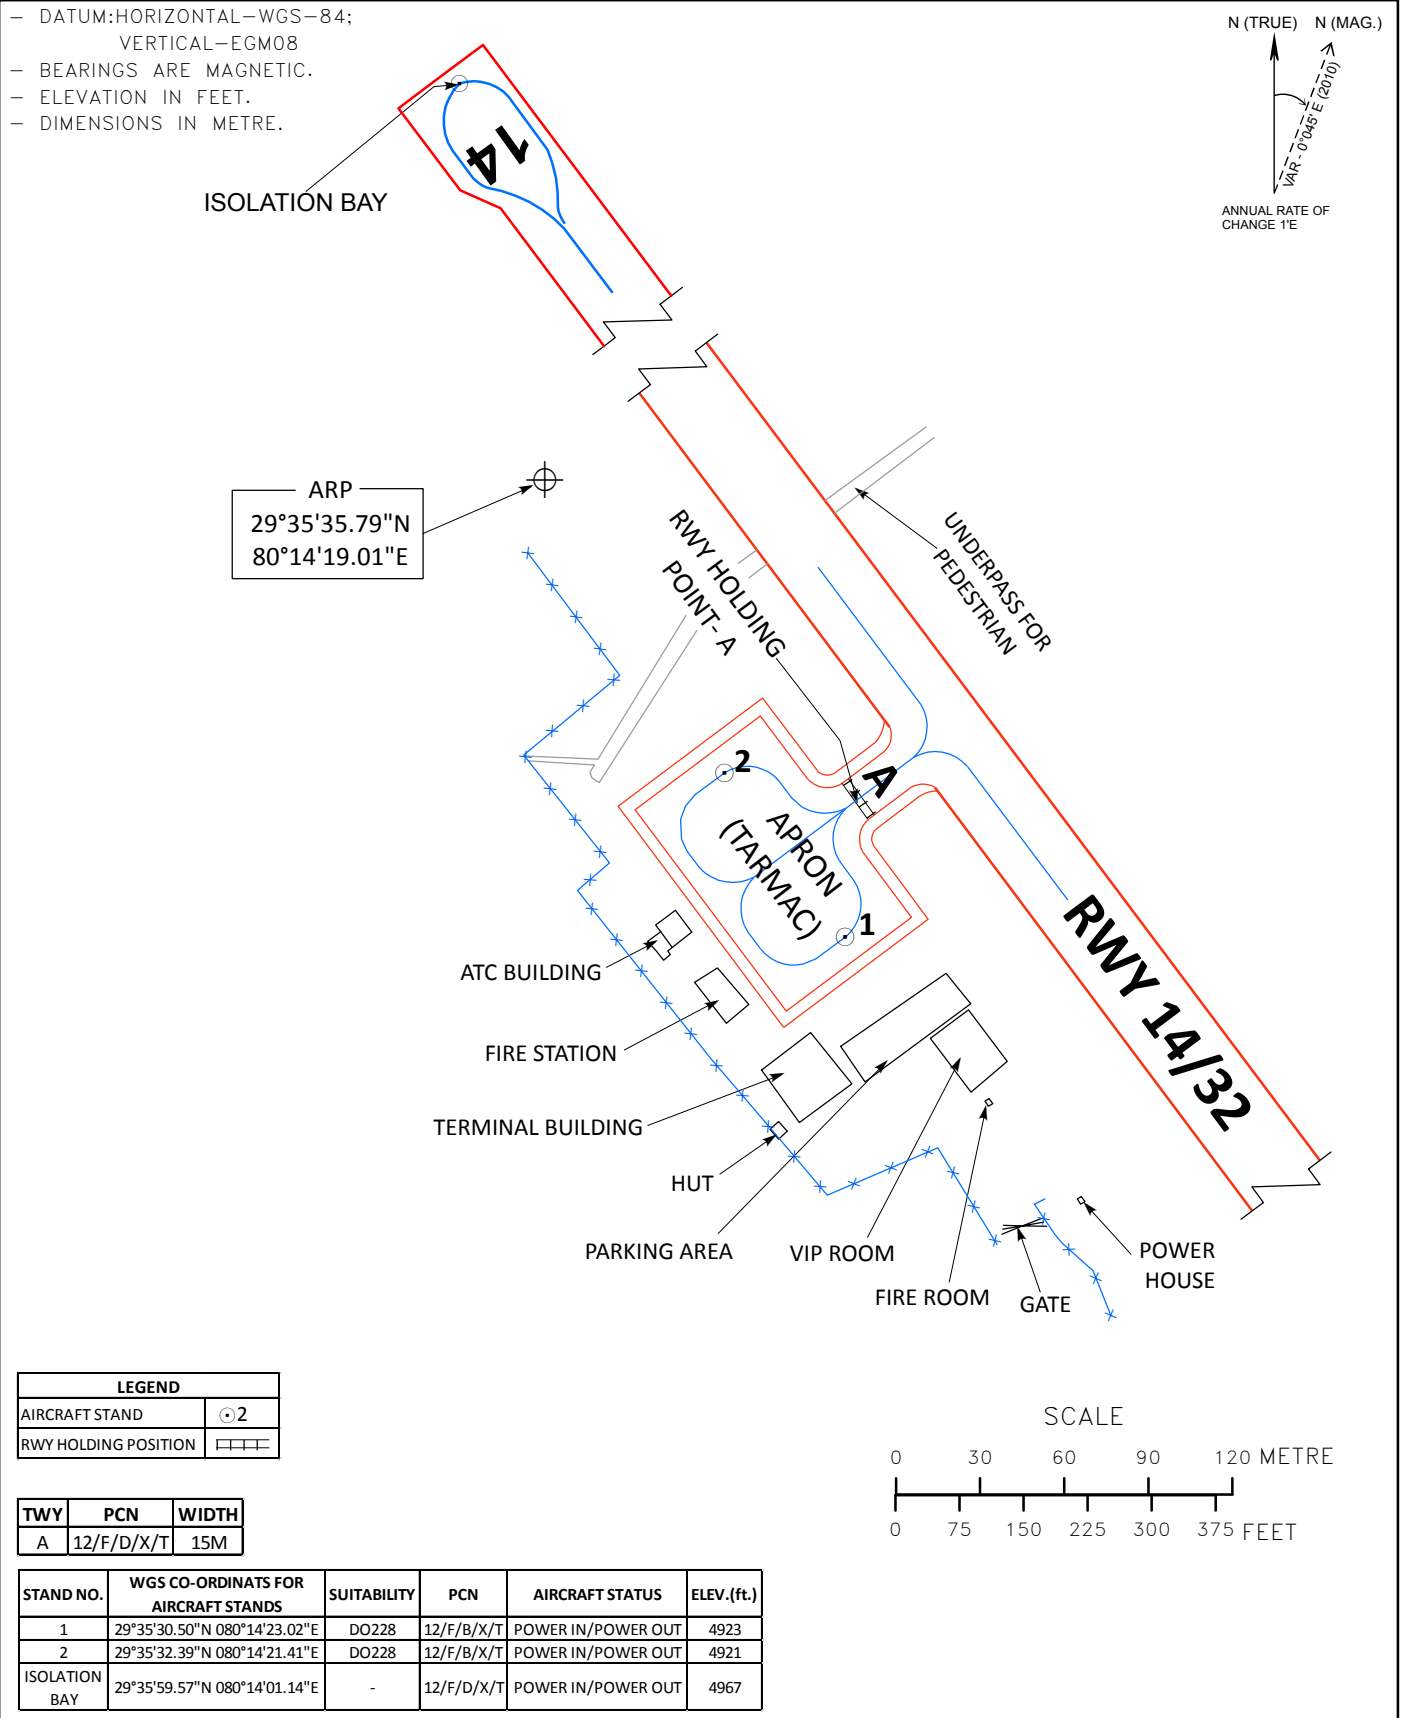 – DATUM:HORIZONTAL–WGS–84;
VERTICAL–EGM08
– BEARINGS ARE MAGNETIC.
– ELEVATION IN FEET.
– DIMENSIONS IN METRE.
N (TRUE) N (MAG.)
VAR - 0°045' E (2010)
ANNUAL RATE OF
CHANGE 1'E
14
ISOLATION BAY
ARP
29°35'35.79"N
80°14'19.01"E
RWY HOLDING
POINT- A
UNDERPASS FOR
PEDESTRIAN
2
A
APRON
(TARMAC)
1
RWY 14/32
ATC BUILDING
FIRE STATION
TERMINAL BUILDING
HUT
PARKING AREA
VIP ROOM
FIRE ROOM
GATE
POWER
HOUSE
LEGEND
AIRCRAFT STAND 2
RWY HOLDING POSITION
SCALE
0 30 60 90 120 METRE
0 75 150 225 300 375 FEET
TWY PCN WIDTH
A 12/F/D/X/T 15M
STAND NO. WGS CO-ORDINATS FOR AIRCRAFT STANDS SUITABILITY PCN AIRCRAFT STATUS ELEV.(ft.)
1 29°35'30.50"N 080°14'23.02"E DO228 12/F/B/X/T POWER IN/POWER OUT 4923
2 29°35'32.39"N 080°14'21.41"E DO228 12/F/B/X/T POWER IN/POWER OUT 4921
ISOLATION BAY 29°35'59.57"N 080°14'01.14"E - 12/F/D/X/T POWER IN/POWER OUT 4967